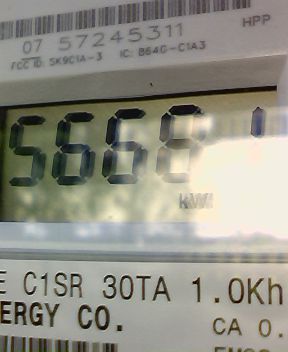 HPP
07 57245311
FCC ID: SK9C1A-3 IC: B64G-C1A3
5668
kWh
E C1SR 30TA 1.0Kh
ERGY CO.
CA 0.